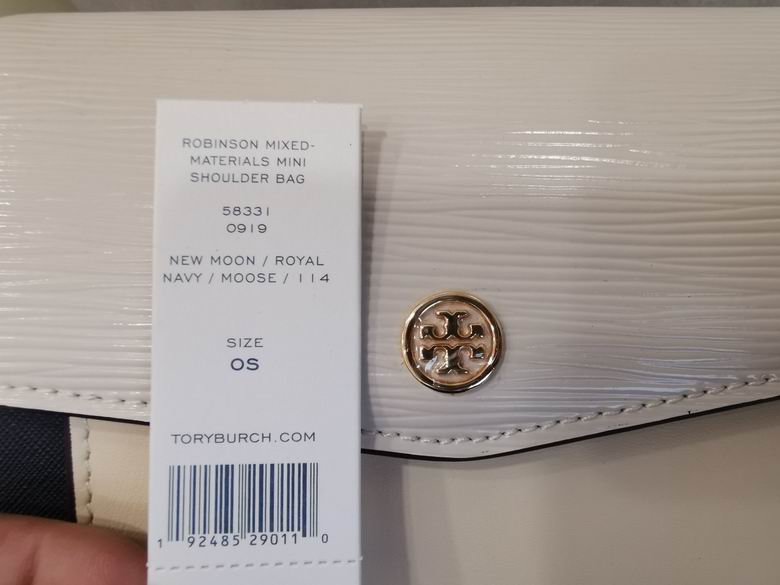 ROBINSON MIXED-
MATERIALS MINI
SHOULDER BAG
58331
0919
NEW MOON / ROYAL
NAVY / MOOSE / 114
SIZE
OS
TORYBURCH.COM
1 92485 29011 0